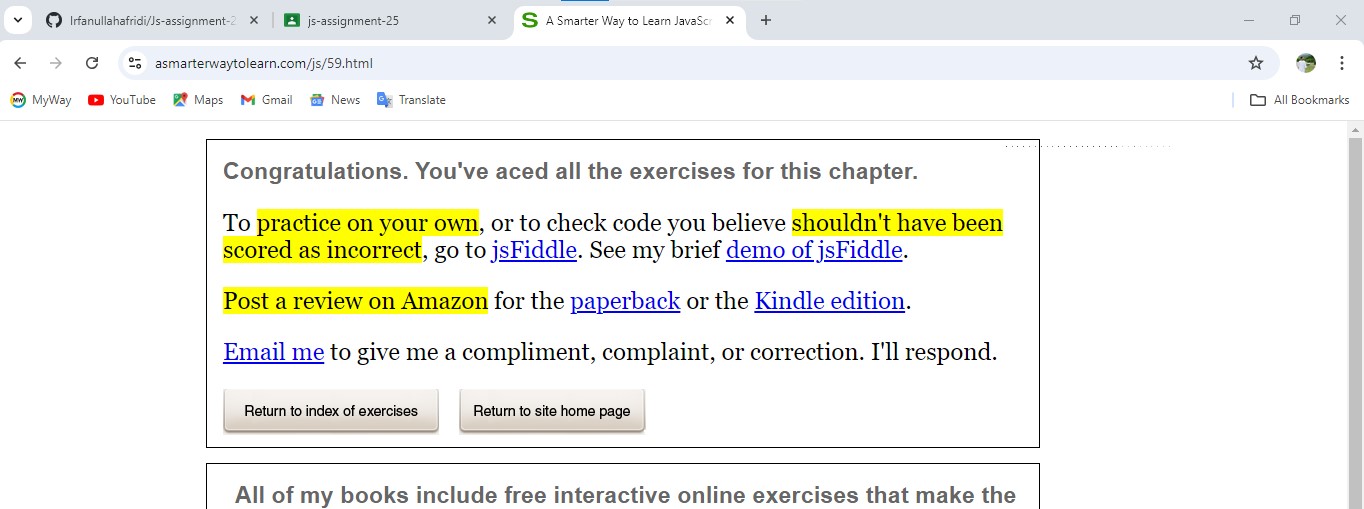 Irfanullahafridi/Js-assignment-2
js-assignment-25
A Smarter Way to Learn JavaScr
asmarterwaytolearn.com/js/59.html
MyWay
YouTube
Maps
Gmail
News
Translate
All Bookmarks
Congratulations. You've aced all the exercises for this chapter.
To practice on your own, or to check code you believe shouldn't have been
scored as incorrect, go to jsFiddle. See my brief demo of jsFiddle.
Post a review on Amazon for the paperback or the Kindle edition.
Email me to give me a compliment, complaint, or correction. I'll respond.
Return to index of exercises
Return to site home page
All of my books include free interactive online exercises that make the